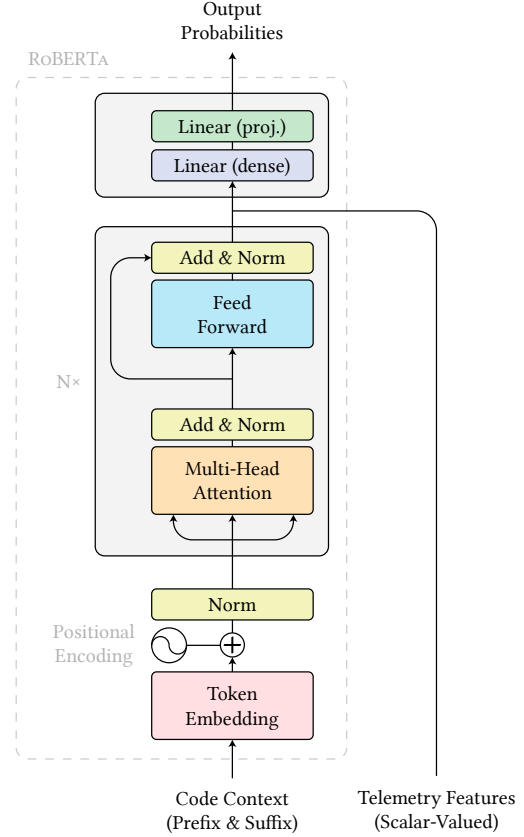 Output
Probabilities
RoBERTa
Linear (proj.)
Linear (dense)
Add & Norm
Feed
Forward
N×
Add & Norm
Multi-Head
Attention
Norm
Positional
Encoding
Token
Embedding
Code Context
(Prefix & Suffix)
Telemetry Features
(Scalar-Valued)